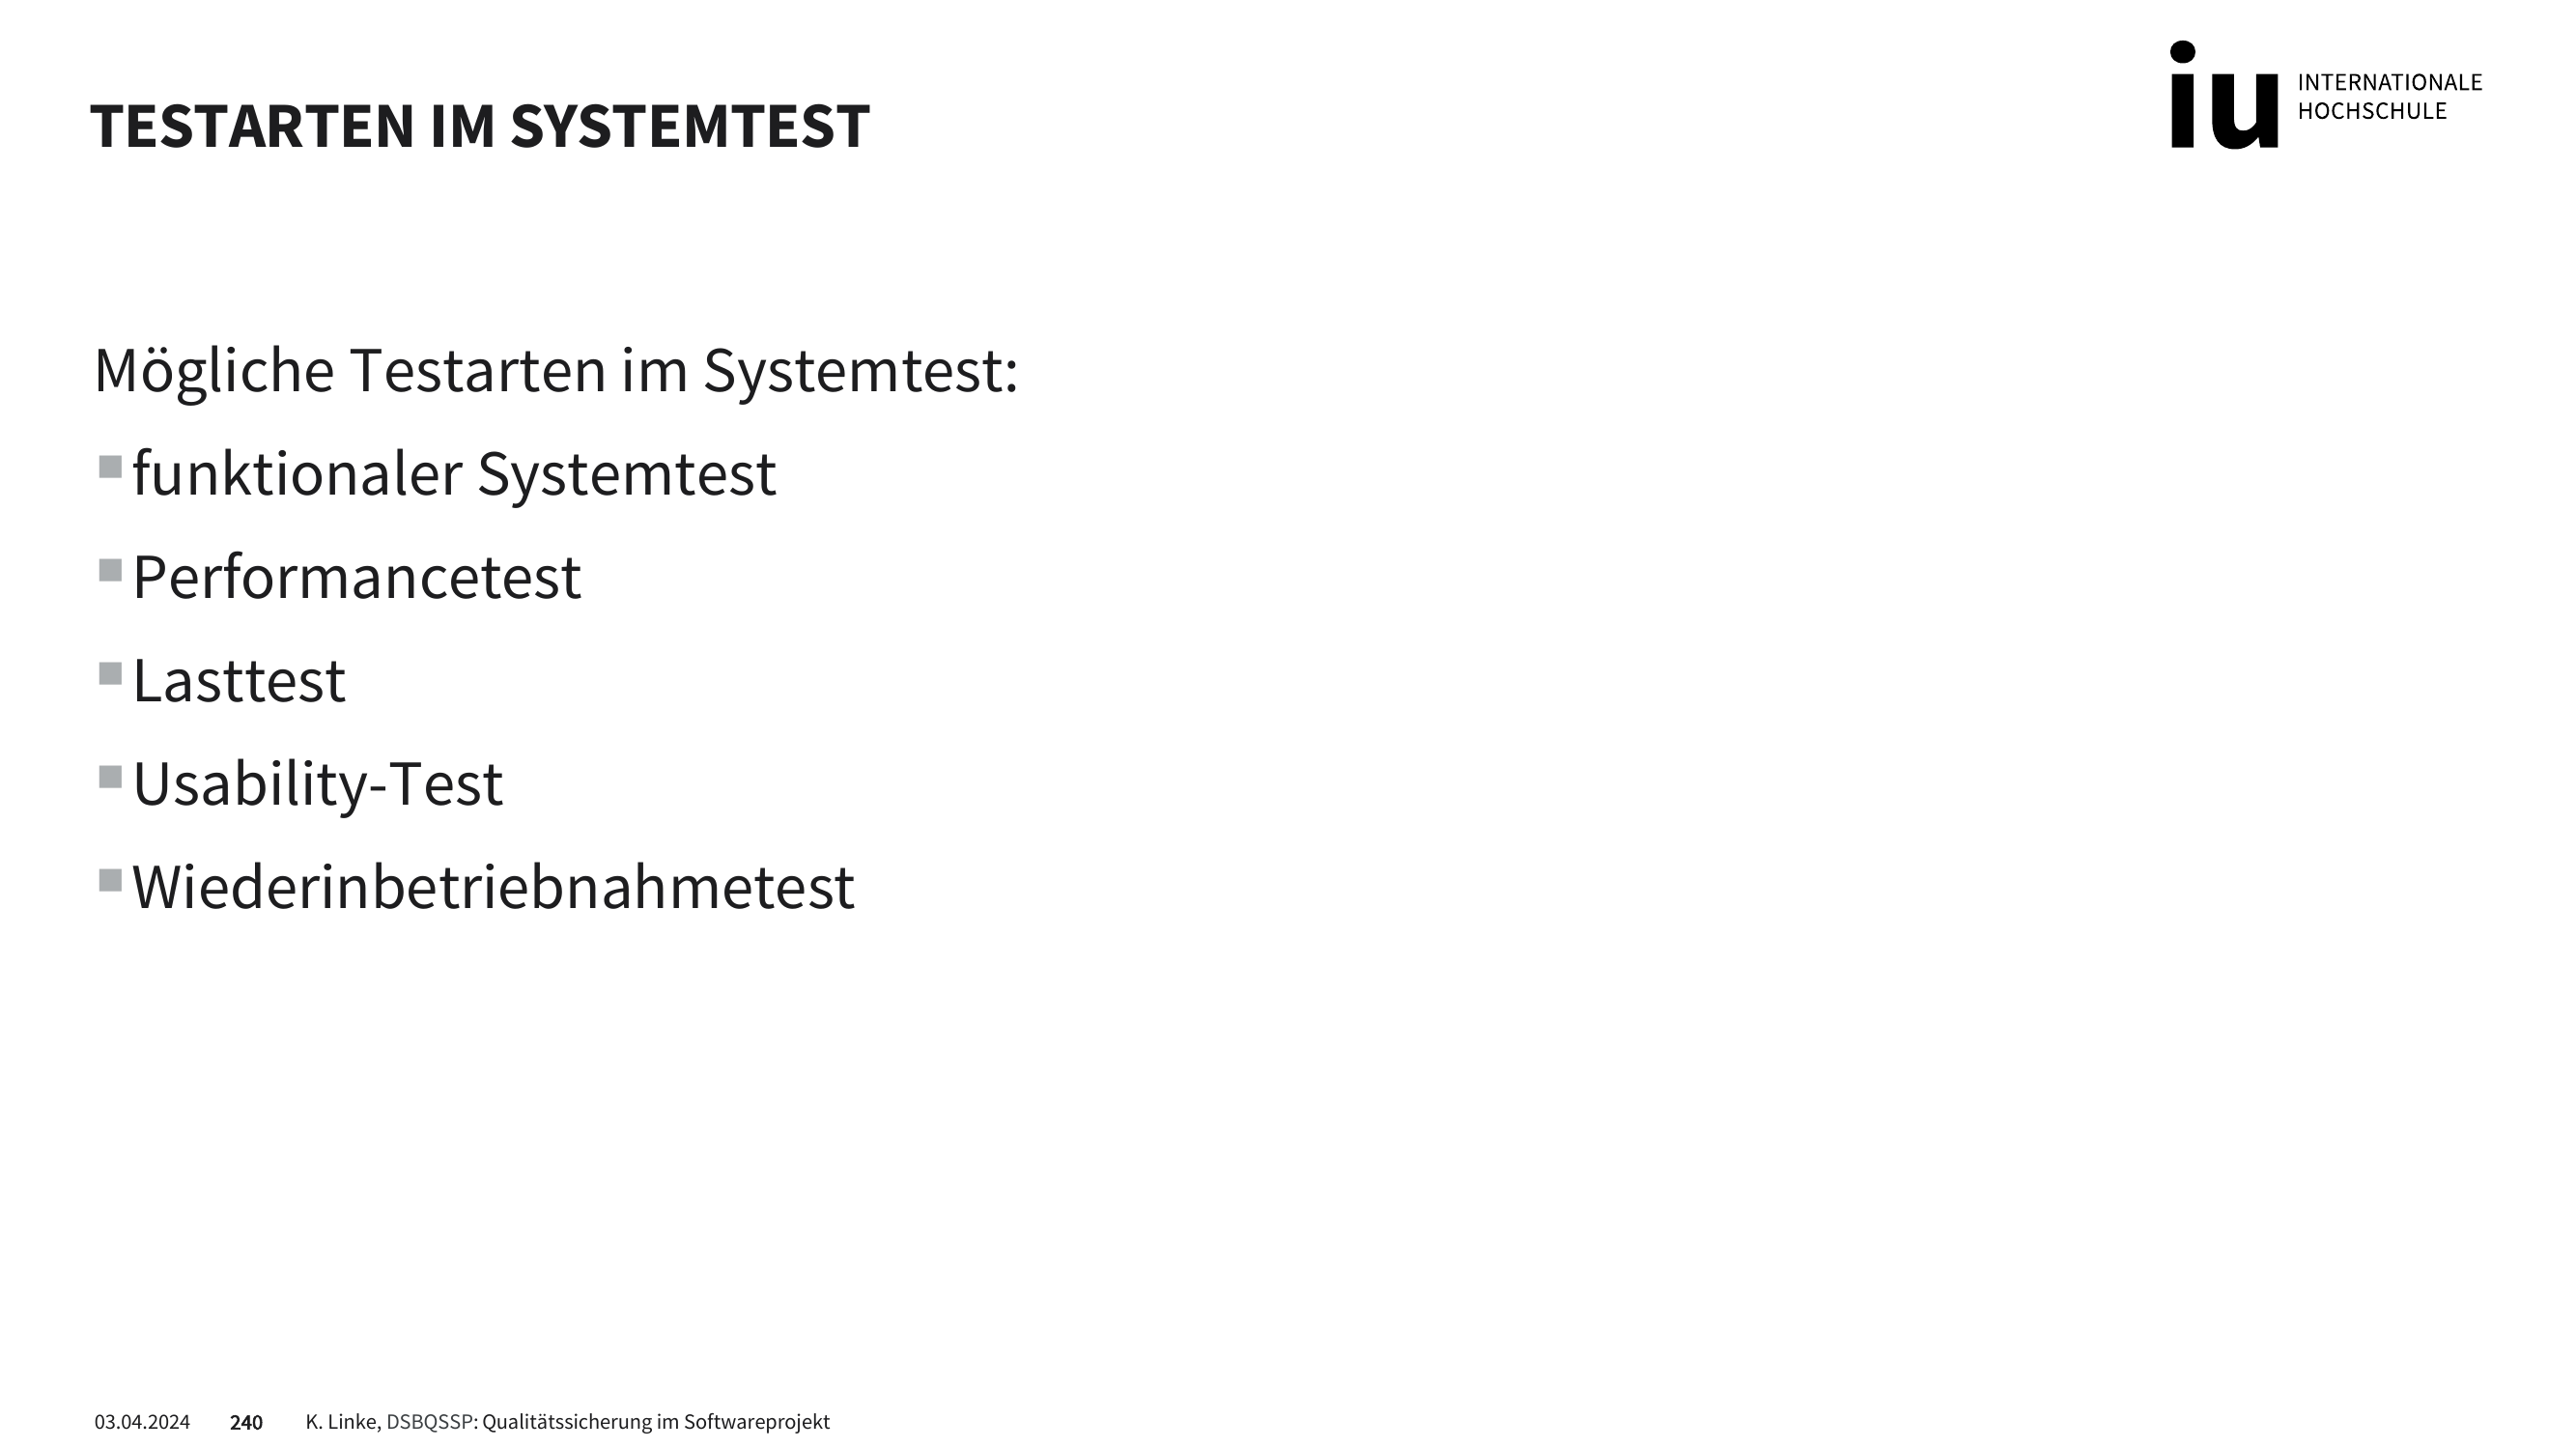 TESTARTEN IM SYSTEMTEST
iu INTERNATIONALE
HOCHSCHULE
Mögliche Testarten im Systemtest:
funktionaler Systemtest
Performancetest
Lasttest
Usability-Test
Wiederinbetriebnahmetest
03.04.2024 240 K. Linke, DSBQSSP: Qualitätssicherung im Softwareprojekt